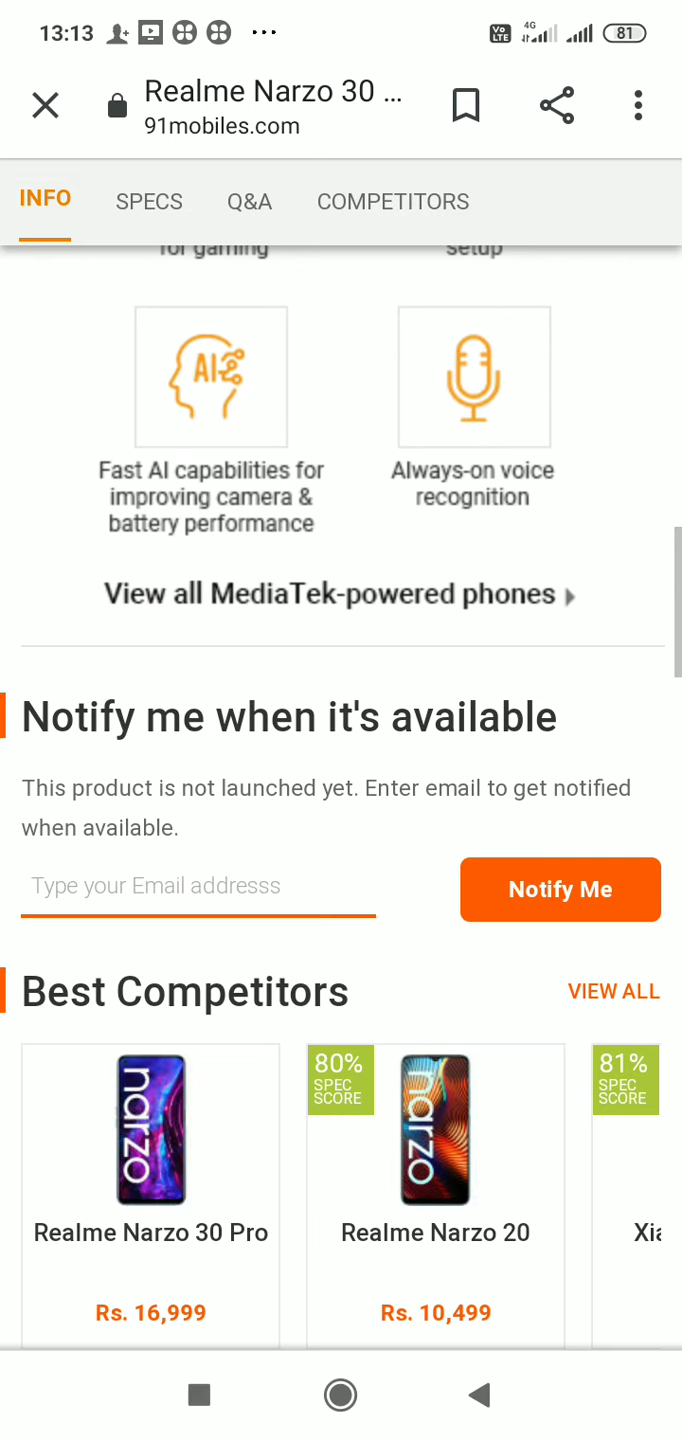 13:13
Vo LTE 4G 81
Realme Narzo 30 ...
91mobiles.com
INFO SPECS Q&A COMPETITORS
for gaming setup
AI
Fast AI capabilities for
improving camera &
battery performance
Always-on voice
recognition
View all MediaTek-powered phones
Notify me when it's available
This product is not launched yet. Enter email to get notified
when available.
Type your Email addresss
Notify Me
Best Competitors VIEW ALL
narzo
Realme Narzo 30 Pro
Rs. 16,999
80%
SPEC
SCORE
narzo
Realme Narzo 20
Rs. 10,499
81%
SPEC
SCORE
Xia